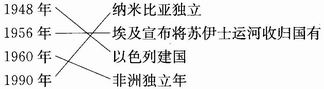 1948 年 纳米比亚独立
1956 年 埃及宣布将苏伊士运河收归国有
1960 年 以色列建国
1990 年 非洲独立年